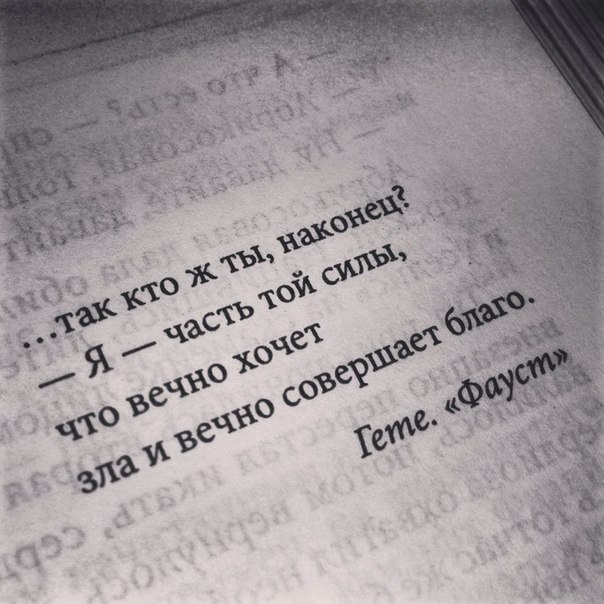 ...так кто ж ты, наконец?
— Я — часть той силы,
что вечно хочет
зла и вечно совершает благо.
Гете. «Фауст»